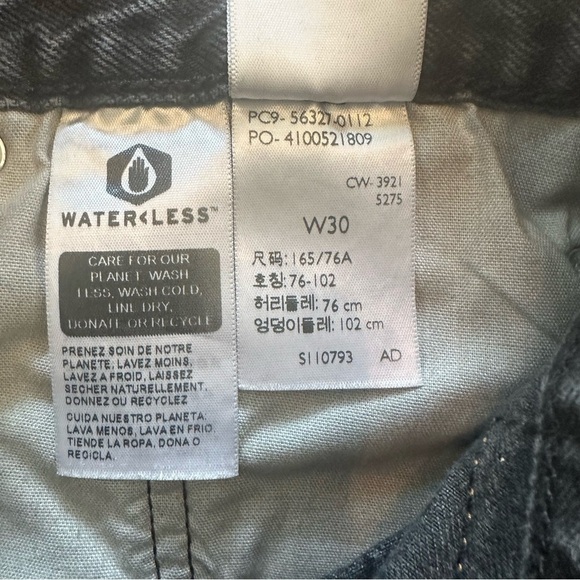 WATER<LESS™
CARE FOR OUR
PLANET: WASH
LESS, WASH COLD,
LINE DRY,
DONATE OR RECYCLE
PRENEZ SOIN DE NOTRE
PLANETE, LAVEZ MOINS,
LAVEZ A FROID, LAISSEZ
SECHER NATURELLEMENT,
DONNEZ OU RECYCLEZ
CUIDA NUESTRO PLANETA:
LAVA MENOS, LAVA EN FRIO,
TIENDE LA ROPA, DONA O
RECICLA.
PC9- 56327-0112
PO- 4100521809
CW- 3921
5275
W30
尺码: 165/76A
호칭: 76-102
허리둘레: 76 cm
엉덩이둘레: 102 cm
S110793 AD